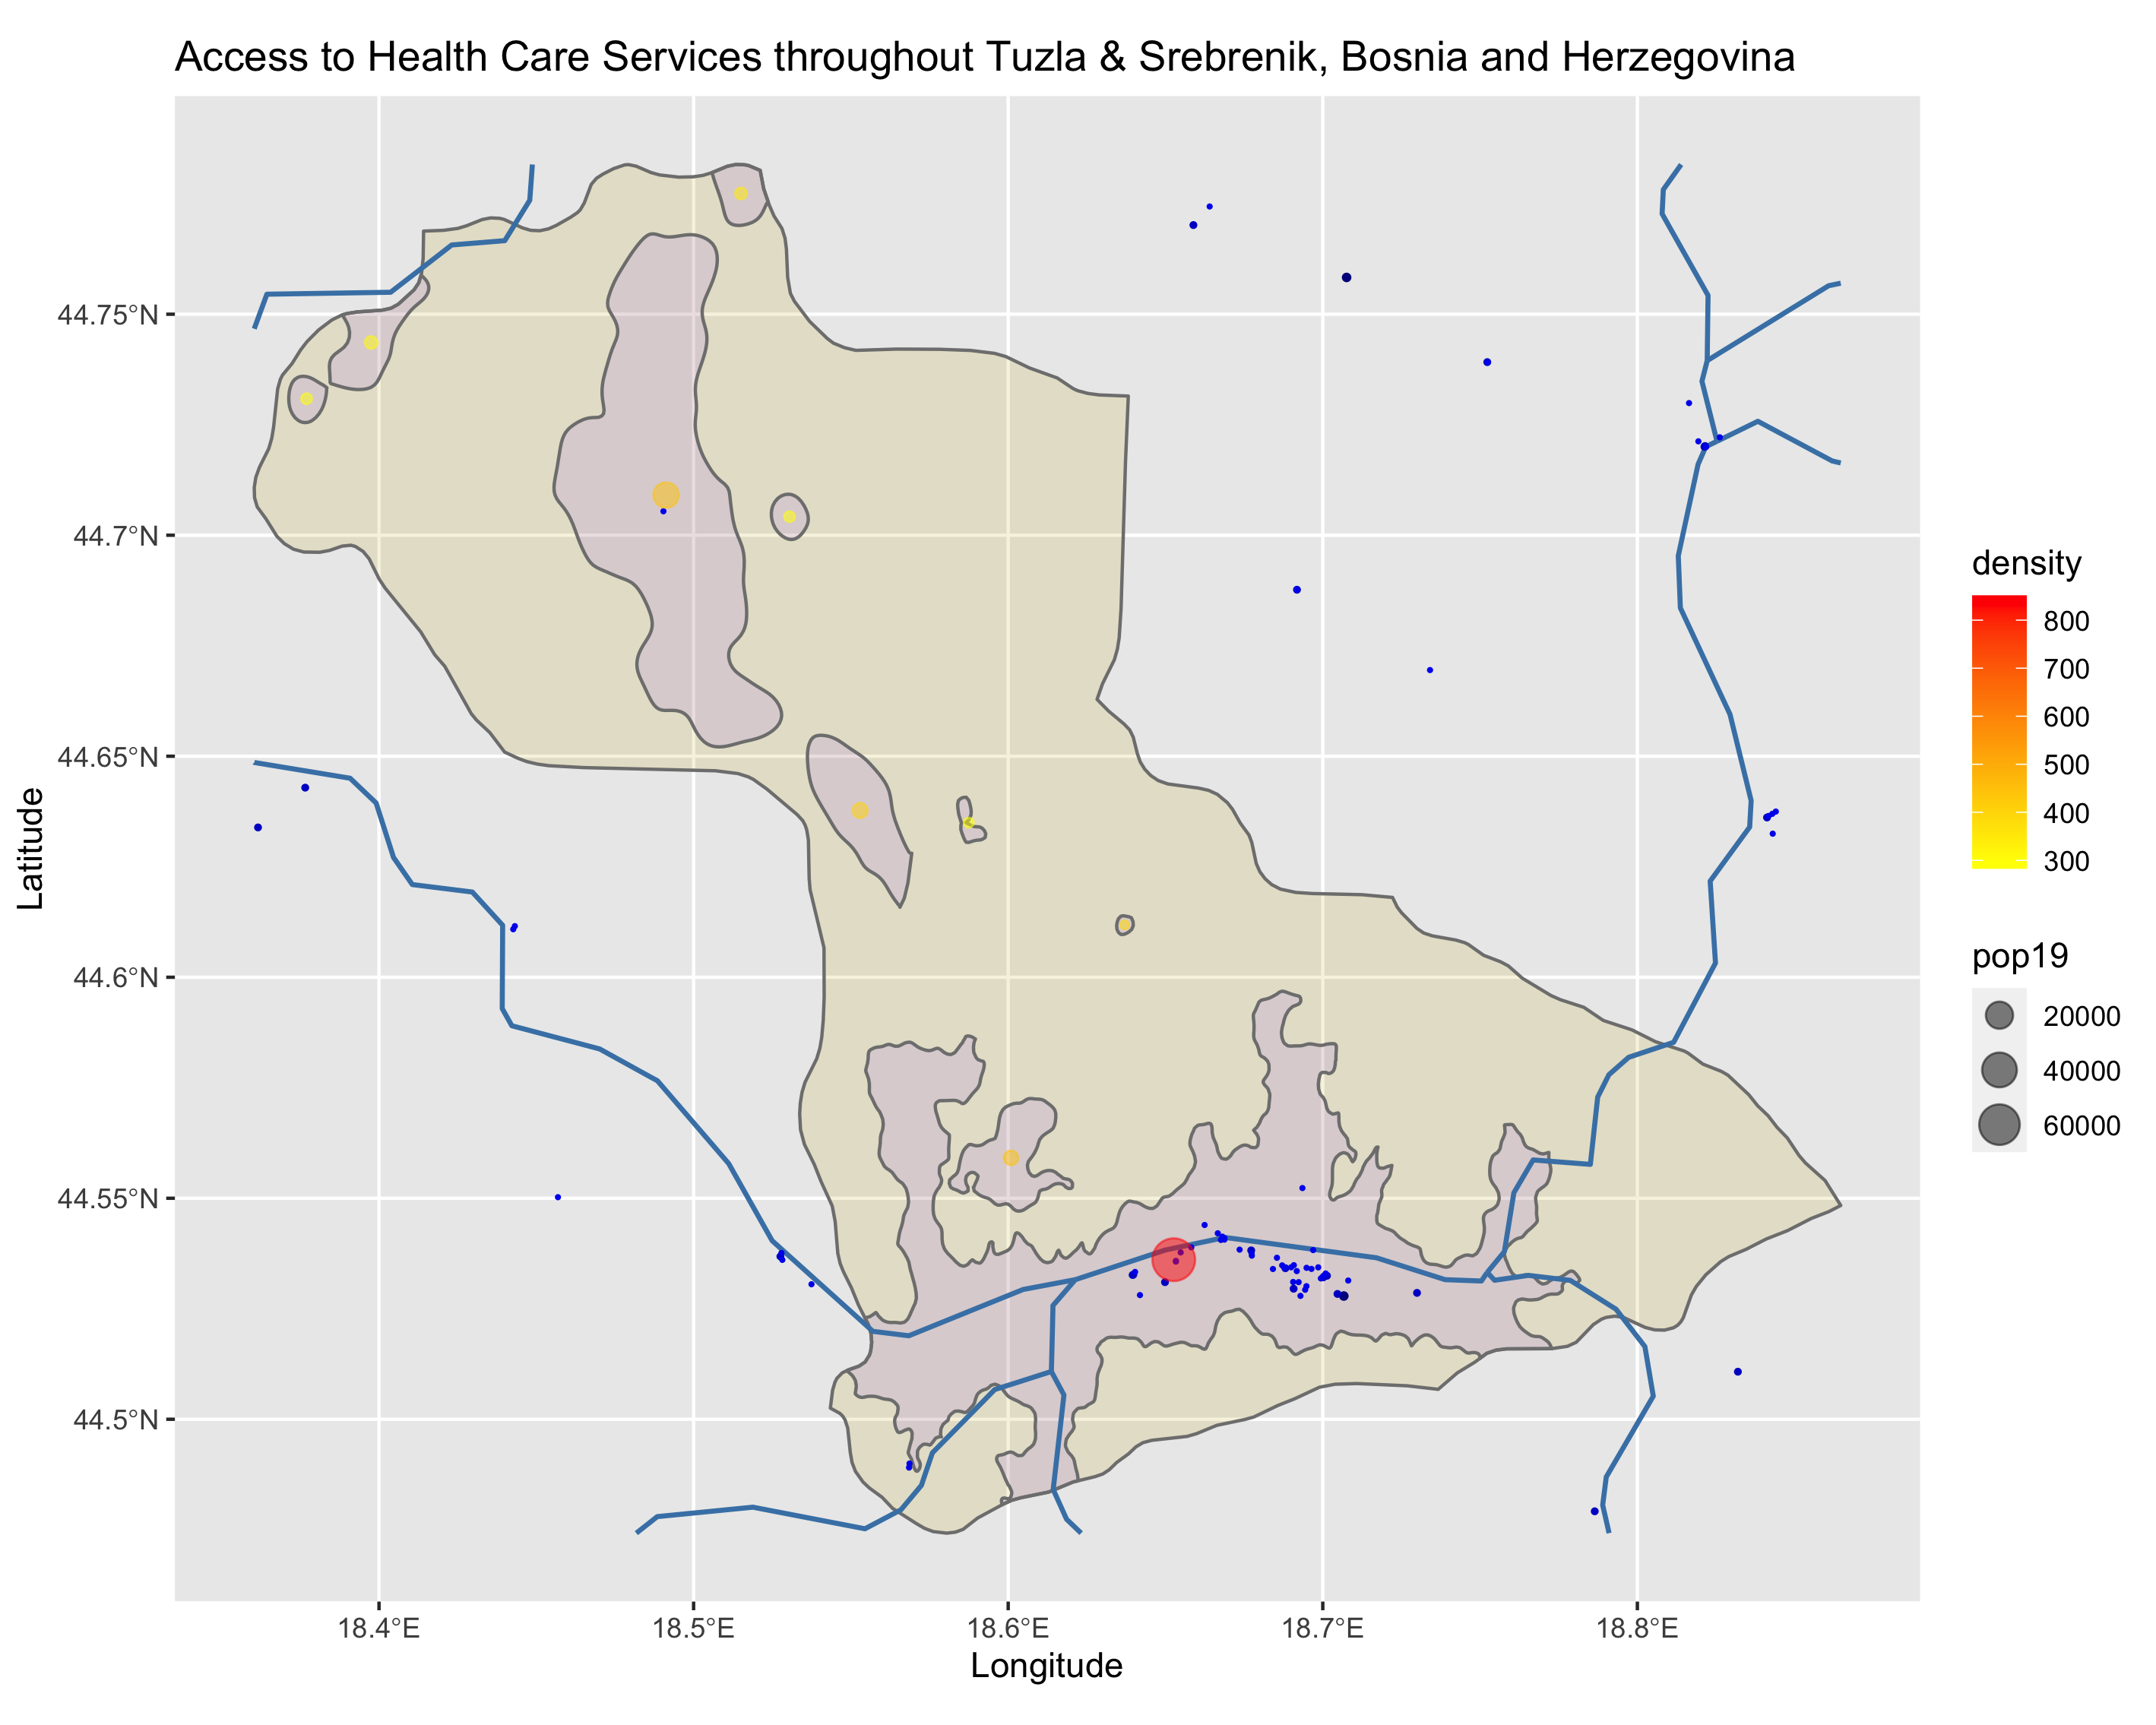 Access to Health Care Services throughout Tuzla & Srebrenik, Bosnia and Herzegovina
44.75°N
44.7°N
44.65°N
44.6°N
44.55°N
44.5°N
Latitude
18.4°E
18.5°E
18.6°E
18.7°E
18.8°E
Longitude
density
800
700
600
500
400
300
pop19
20000
40000
60000